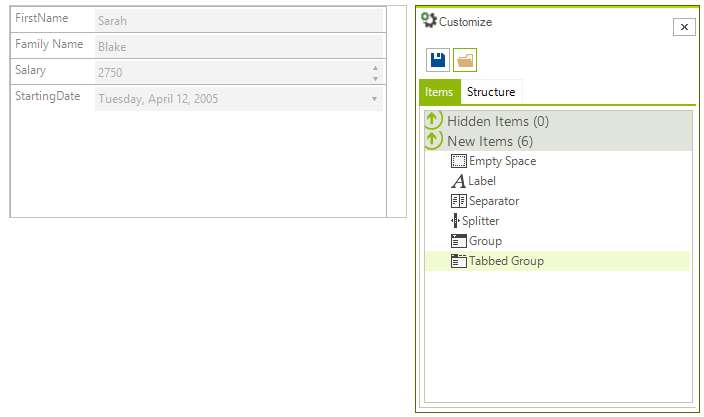 FirstName Sarah
Family Name Blake
Salary 2750
StartingDate Tuesday, April 12, 2005
Customize
Items Structure
Hidden Items (0)
New Items (6)
Empty Space
Label
Separator
Splitter
Group
Tabbed Group